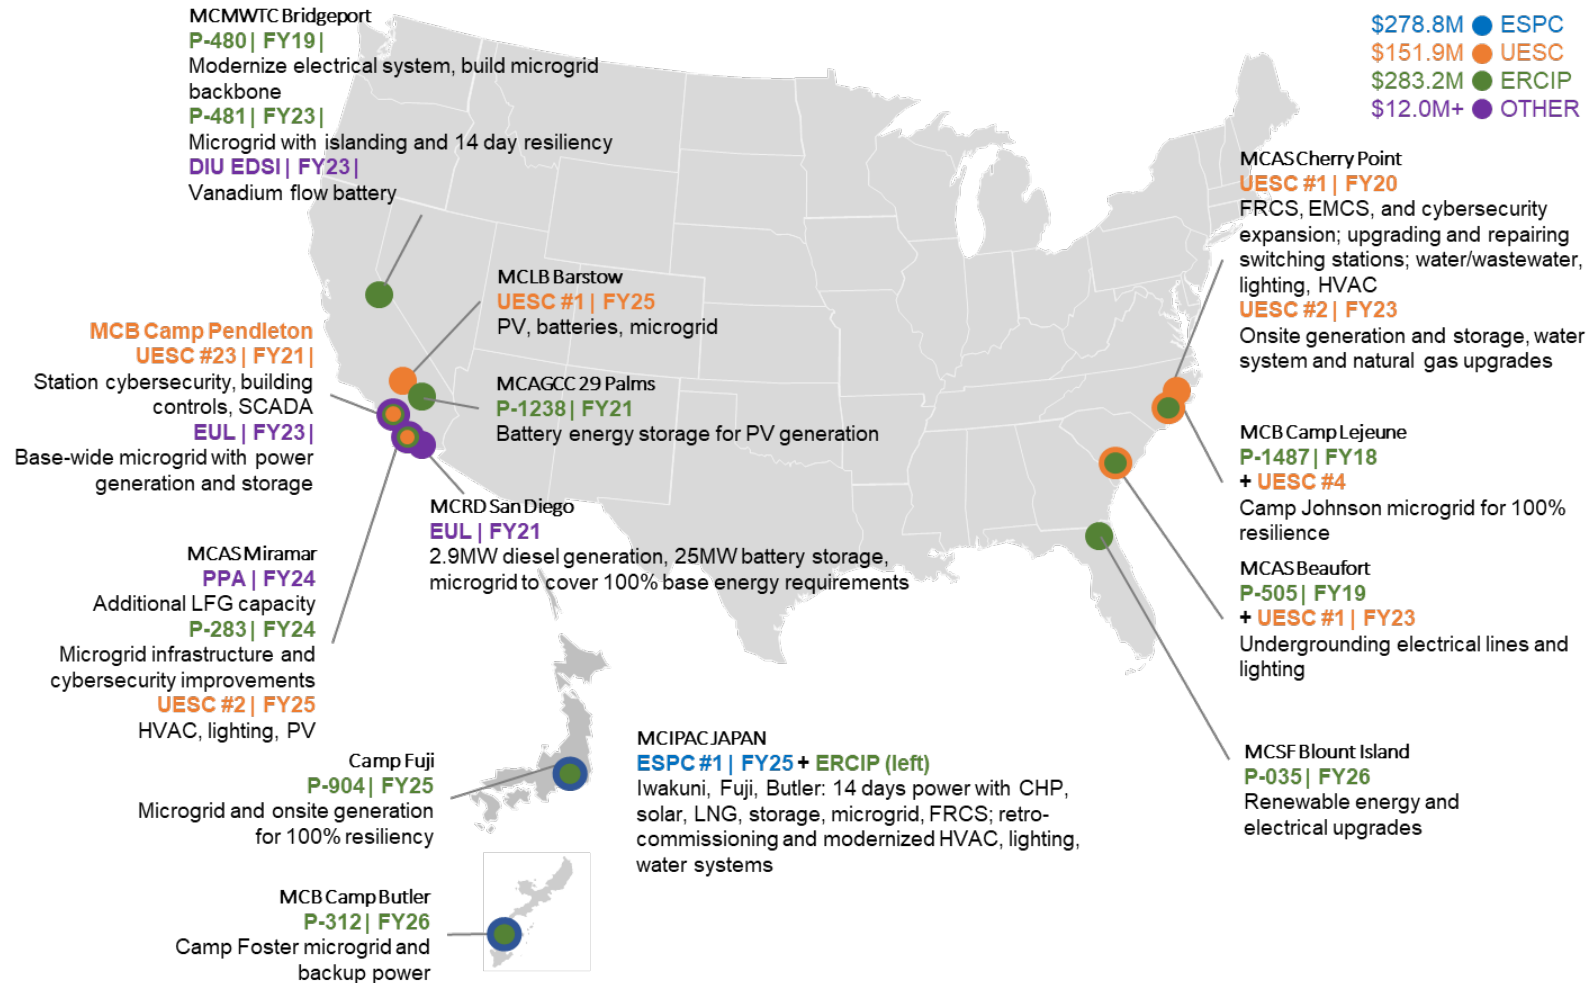 MCMWTC Bridgeport
P-480 | FY19 |
Modernize electrical system, build microgrid
backbone
P-481 | FY23 |
Microgrid with islanding and 14 day resiliency
DIU EDSI | FY23 |
Vanadium flow battery
$278.8M ESPC
$151.9M UESC
$283.2M ERCIP
$12.0M+ OTHER
MCAS Cherry Point
UESC #1 | FY20
FRCS, EMCS, and cybersecurity
expansion; upgrading and repairing
switching stations; water/wastewater,
lighting, HVAC
UESC #2 | FY23
Onsite generation and storage, water
system and natural gas upgrades
MCLB Barstow
UESC #1 | FY25
PV, batteries, microgrid
MCB Camp Pendleton
UESC #23 | FY21 |
Station cybersecurity, building
controls, SCADA
EUL | FY23 |
Base-wide microgrid with power
generation and storage
MCAGCC 29 Palms
P-1238 | FY21
Battery energy storage for PV generation
MCB Camp Lejeune
P-1487 | FY18
+ UESC #4
Camp Johnson microgrid for 100%
resilience
MCRD San Diego
EUL | FY21
2.9MW diesel generation, 25MW battery storage,
microgrid to cover 100% base energy requirements
MCAS Miramar
PPA | FY24
Additional LFG capacity
P-283 | FY24
Microgrid infrastructure and
cybersecurity improvements
UESC #2 | FY25
HVAC, lighting, PV
MCAS Beaufort
P-505 | FY19
+ UESC #1 | FY23
Undergrounding electrical lines and
lighting
Camp Fuji
P-904 | FY25
Microgrid and onsite generation
for 100% resiliency
MCIPAC JAPAN
ESPC #1 | FY25 + ERCIP (left)
Iwakuni, Fuji, Butler: 14 days power with CHP,
solar, LNG, storage, microgrid, FRCS; retro-
commissioning and modernized HVAC, lighting,
water systems
MCSF Blount Island
P-035 | FY26
Renewable energy and
electrical upgrades
MCB Camp Butler
P-312 | FY26
Camp Foster microgrid and
backup power